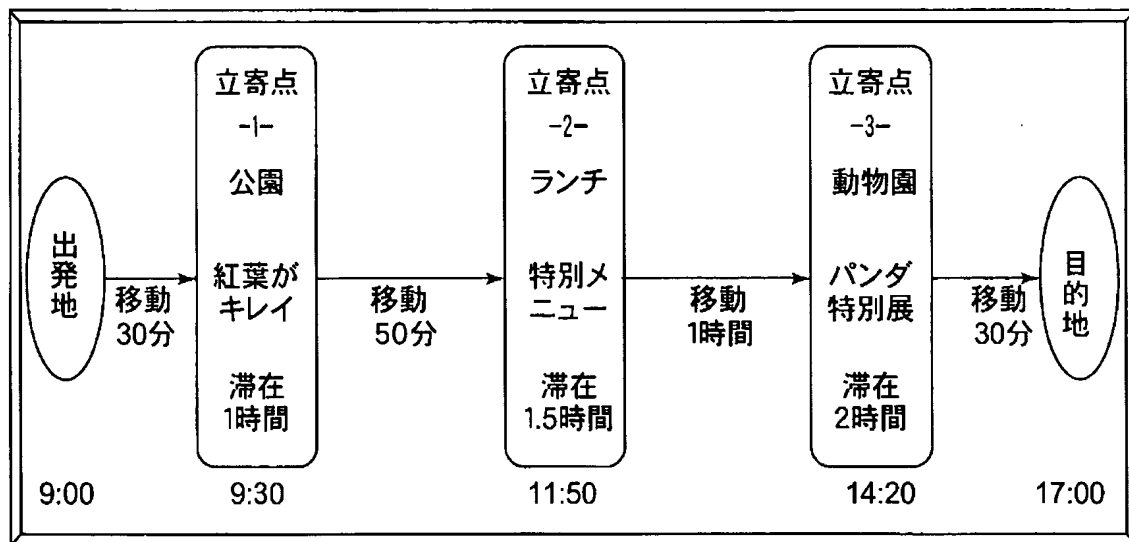 出発地
移動
30分
立寄点
-1-
公園
紅葉が
キレイ
滞在
1時間
移動
50分
立寄点
-2-
ランチ
特別メ
ニュー
滞在
1.5時間
移動
1時間
立寄点
-3-
動物園
パンダ
特別展
滞在
2時間
移動
30分
目的地
9:00
9:30
11:50
14:20
17:00